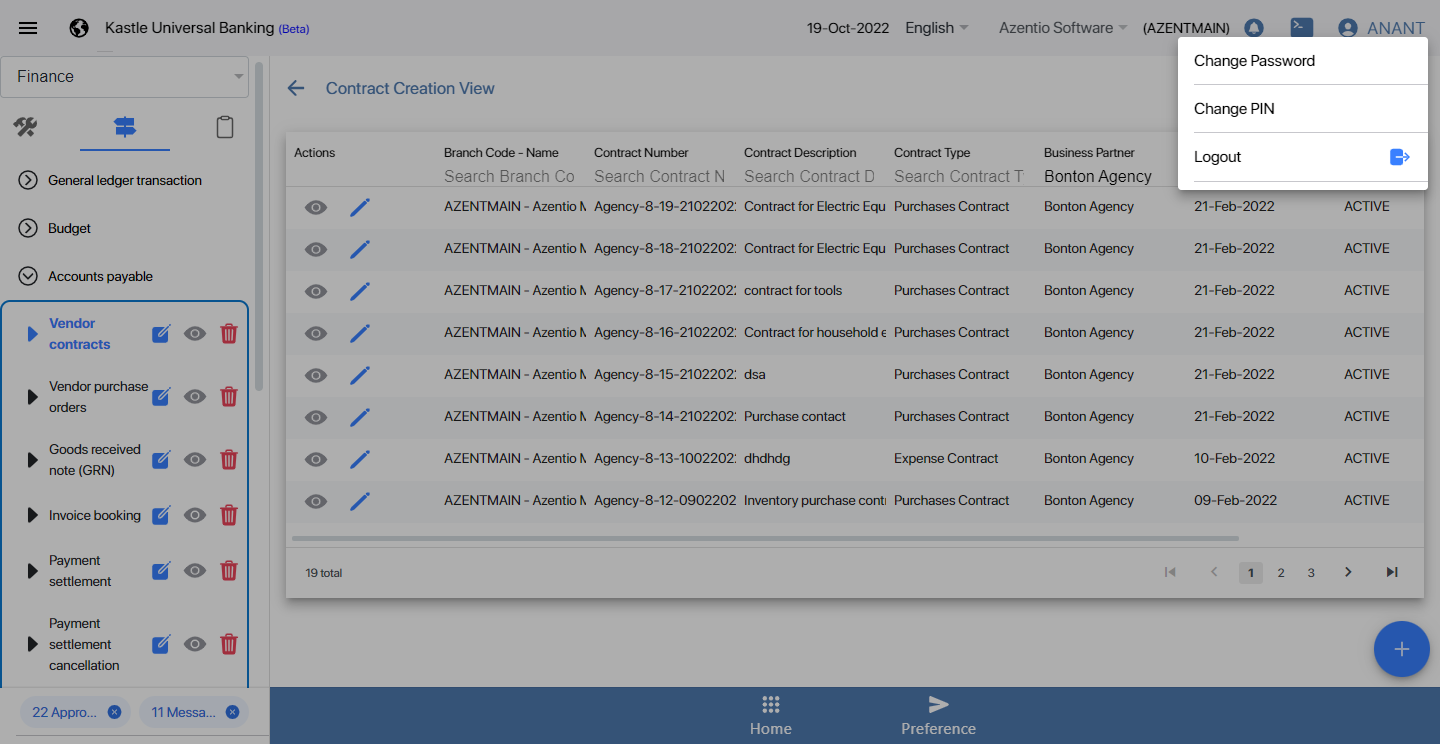 Kastle Universal Banking (Beta)
19-Oct-2022
English
Azentio Software
(AZENTMAIN)
>_
ANANT
Change Password
Change PIN
Logout
Finance
General ledger transaction
Budget
Accounts payable
Vendor
contracts
Vendor purchase
orders
Goods received
note (GRN)
Invoice booking
Payment
settlement
Payment
settlement
cancellation
22 Appro...
11 Messa...
Contract Creation View
Actions Branch Code - Name Contract Number Contract Description Contract Type Business Partner
Search Branch Co Search Contract N Search Contract D Search Contract T Bonton Agency
AZENTMAIN - Azentio M Agency-8-19-2102202 Contract for Electric Equ Purchases Contract Bonton Agency 21-Feb-2022 ACTIVE
AZENTMAIN - Azentio M Agency-8-18-2102202 Contract for Electric Equ Purchases Contract Bonton Agency 21-Feb-2022 ACTIVE
AZENTMAIN - Azentio M Agency-8-17-2102202 contract for tools Purchases Contract Bonton Agency 21-Feb-2022 ACTIVE
AZENTMAIN - Azentio M Agency-8-16-2102202 Contract for household e Purchases Contract Bonton Agency 21-Feb-2022 ACTIVE
AZENTMAIN - Azentio M Agency-8-15-2102202 dsa Purchases Contract Bonton Agency 21-Feb-2022 ACTIVE
AZENTMAIN - Azentio M Agency-8-14-2102202 Purchase contact Purchases Contract Bonton Agency 21-Feb-2022 ACTIVE
AZENTMAIN - Azentio M Agency-8-13-1002202 dhdhdg Expense Contract Bonton Agency 10-Feb-2022 ACTIVE
AZENTMAIN - Azentio M Agency-8-12-0902202 Inventory purchase cont Purchases Contract Bonton Agency 09-Feb-2022 ACTIVE
19 total
1 2 3
+
Home
Preference